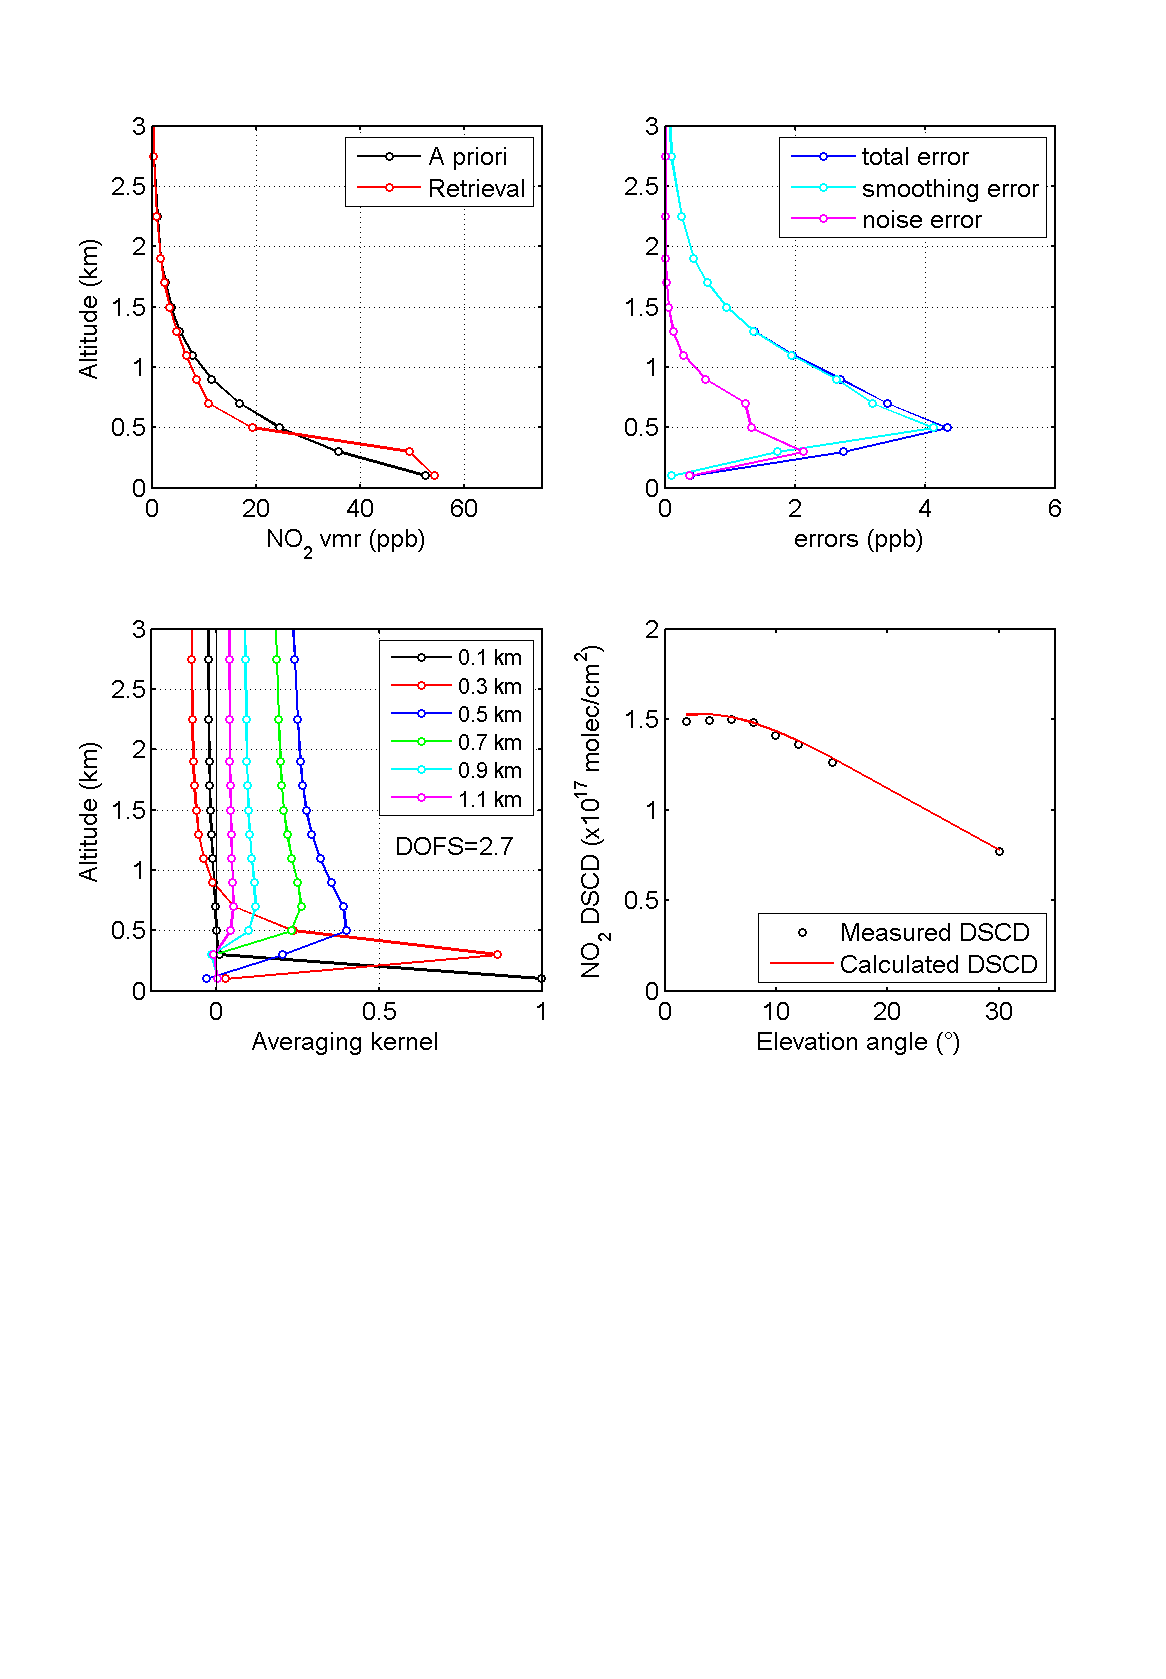 3
2.5
2
1.5
1
0.5
0
0
20
40
60
Altitude (km)
NO2 vmr (ppb)
A priori
Retrieval
3
2.5
2
1.5
1
0.5
0
0
2
4
6
errors (ppb)
total error
smoothing error
noise error
3
2.5
2
1.5
1
0.5
0
0
0.5
1
Altitude (km)
Averaging kernel
0.1 km
0.3 km
0.5 km
0.7 km
0.9 km
1.1 km
DOFS=2.7
2
1.5
1
0.5
0
0
10
20
30
NO2 DSCD (x10^17 molec/cm^2)
Elevation angle (°)
Measured DSCD
Calculated DSCD